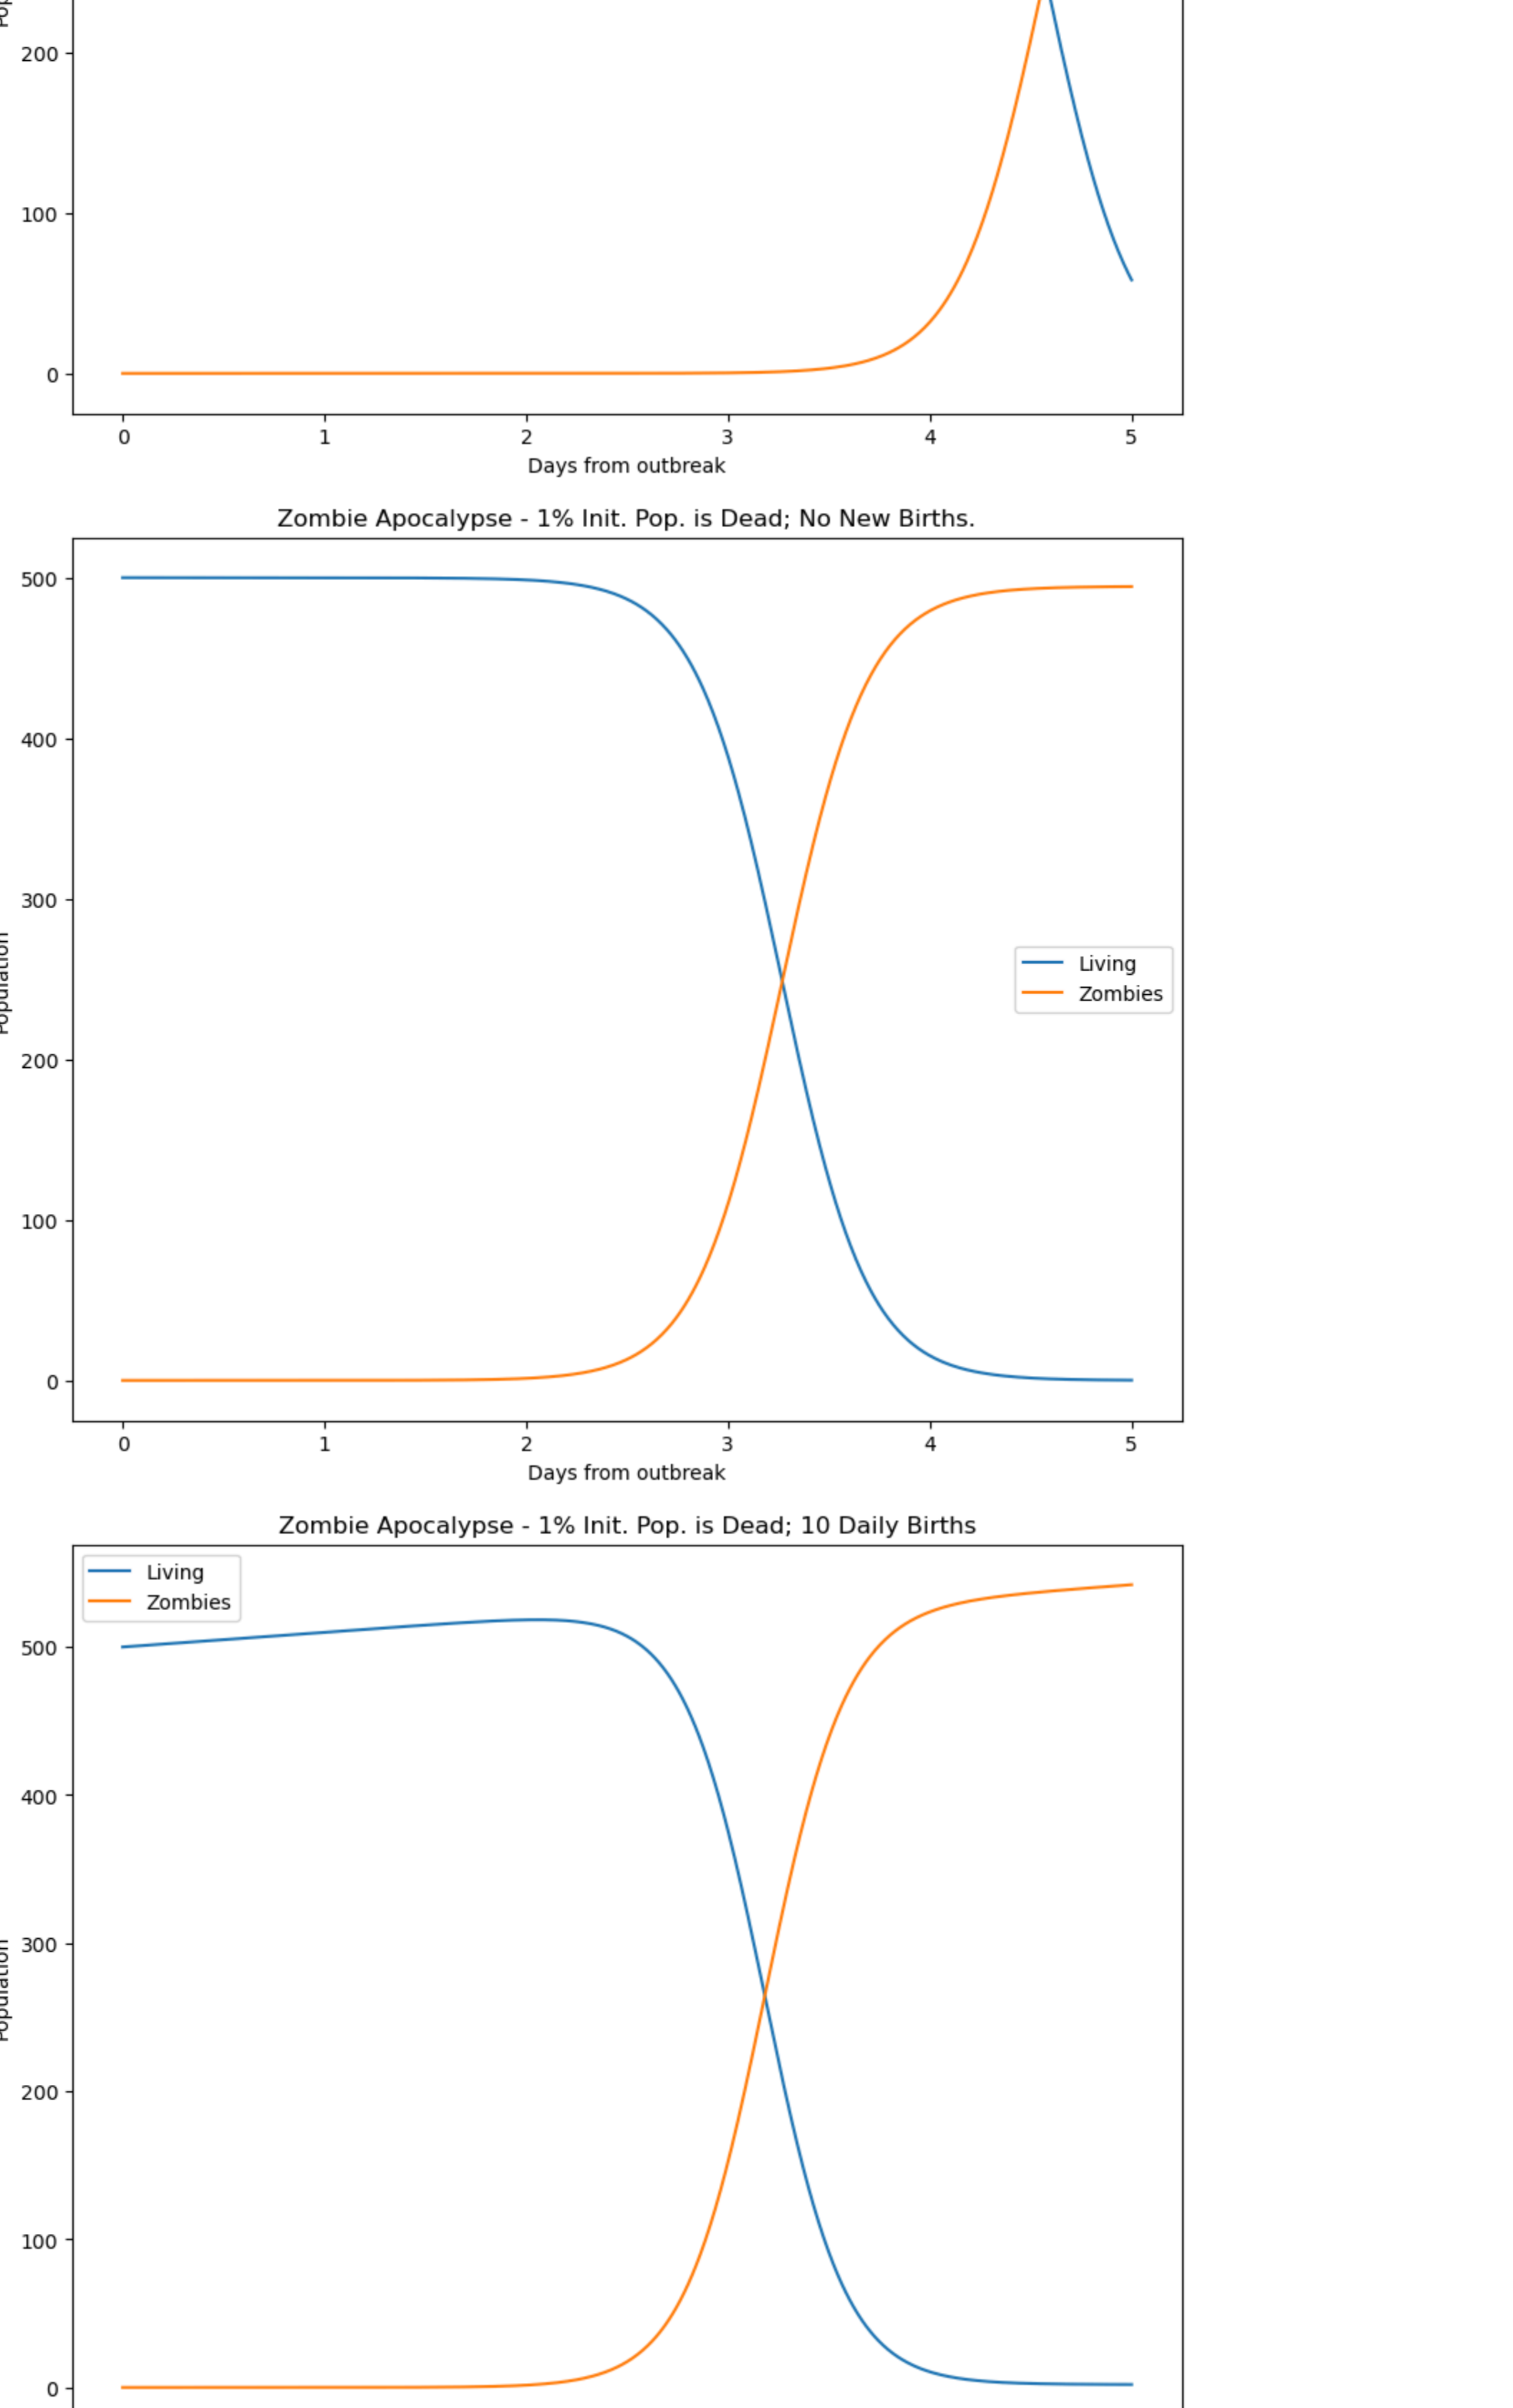 200
100
0
0 1 2 3 4 5
Days from outbreak
Zombie Apocalypse - 1% Init. Pop. is Dead; No New Births.
500
400
300
Population
Living
Zombies
200
100
0
0 1 2 3 4 5
Days from outbreak
Zombie Apocalypse - 1% Init. Pop. is Dead; 10 Daily Births
Living
Zombies
500
400
300
Population
200
100
0